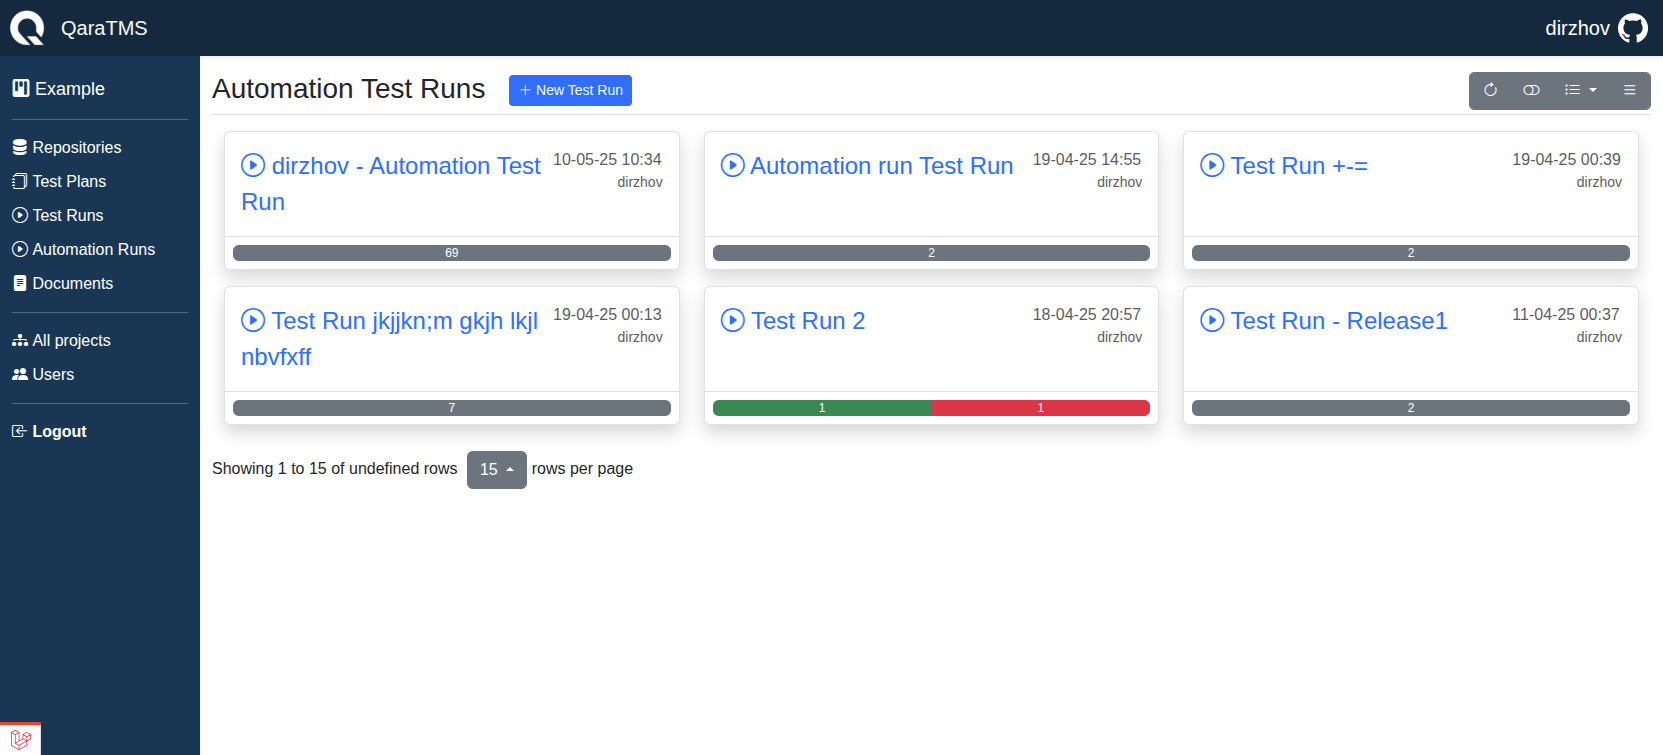 QaraTMS
dirzhov
Example
Repositories
Test Plans
Test Runs
Automation Runs
Documents
All projects
Users
Logout
Automation Test Runs
New Test Run
dirzhov - Automation Test
Run
10-05-25 10:34
dirzhov
69
Automation run Test Run
19-04-25 14:55
dirzhov
2
Test Run +-=
19-04-25 00:39
dirzhov
2
Test Run jkjjkn;m gkjh lkjl
nbvfxff
19-04-25 00:13
dirzhov
7
Test Run 2
18-04-25 20:57
dirzhov
1 1
Test Run - Release1
11-04-25 00:37
dirzhov
2
Showing 1 to 15 of undefined rows 15 rows per page